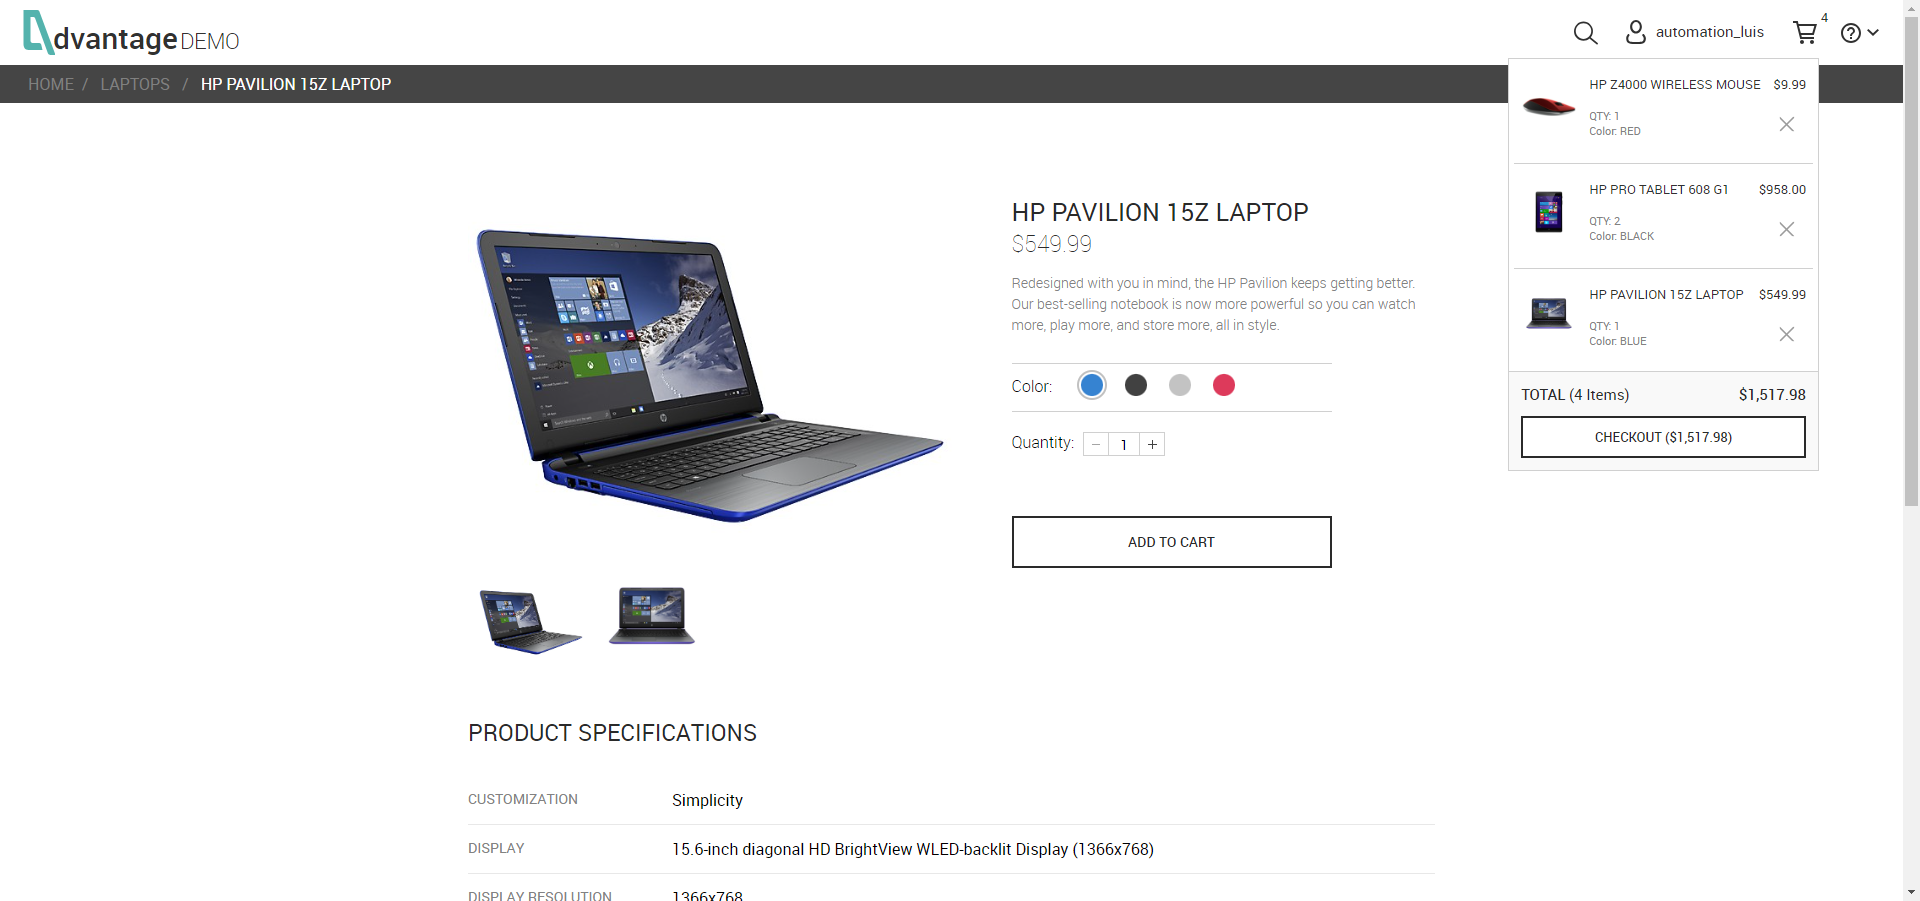 dvantage DEMO
automation_luis
4
HOME / LAPTOPS / HP PAVILION 15Z LAPTOP
HP Z4000 WIRELESS MOUSE $9.99
QTY: 1
Color: RED
HP PRO TABLET 608 G1 $958.00
QTY: 2
Color: BLACK
HP PAVILION 15Z LAPTOP $549.99
QTY: 1
Color: BLUE
TOTAL (4 Items) $1,517.98
CHECKOUT ($1,517.98)
HP PAVILION 15Z LAPTOP
$549.99
Redesigned with you in mind, the HP Pavilion keeps getting better.
Our best-selling notebook is now more powerful so you can watch
more, play more, and store more, all in style.
Color:
Quantity: − 1 +
ADD TO CART
PRODUCT SPECIFICATIONS
CUSTOMIZATION Simplicity
DISPLAY 15.6-inch diagonal HD BrightView WLED-backlit Display (1366x768)
DISPLAY RESOLUTION 1366x768